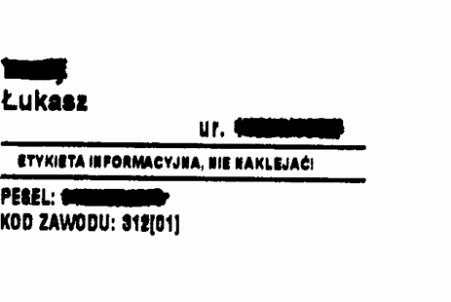 Łukasz
ur.
ETYKIETA INFORMACYJNA, NIE NAKLEJAĆ!
PESEL:
KOD ZAWODU: 312[01]